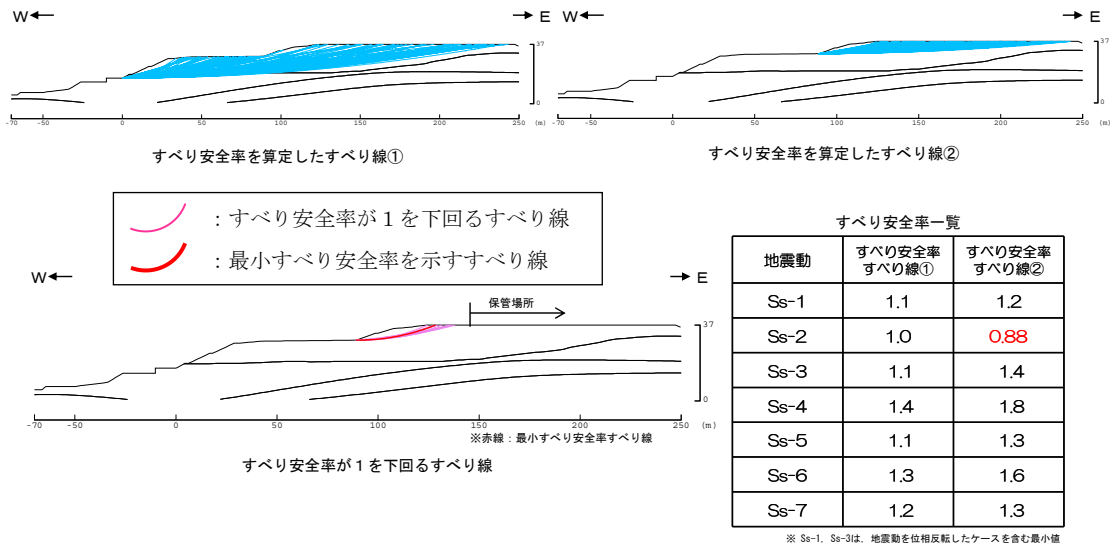 W E
37
0
-70 -50 0 50 100 150 200 250 (m)
すべり安全率を算定したすべり線①
W E
37
0
-70 -50 0 50 100 150 200 250 (m)
すべり安全率を算定したすべり線②
：すべり安全率が１を下回るすべり線
：最小すべり安全率を示すすべり線
W E
保管場所
37
0
-70 -50 0 50 100 150 200 250 (m)
※赤線：最小すべり安全率すべり線
すべり安全率が１を下回るすべり線
すべり安全率一覧
地震動 すべり安全率 すべり線① すべり安全率 すべり線②
Ss-1 1.1 1.2
Ss-2 1.0 0.88
Ss-3 1.1 1.4
Ss-4 1.4 1.8
Ss-5 1.1 1.3
Ss-6 1.3 1.6
Ss-7 1.2 1.3
※ Ss-1、Ss-3は、地震動を位相反転したケースを含む最小値